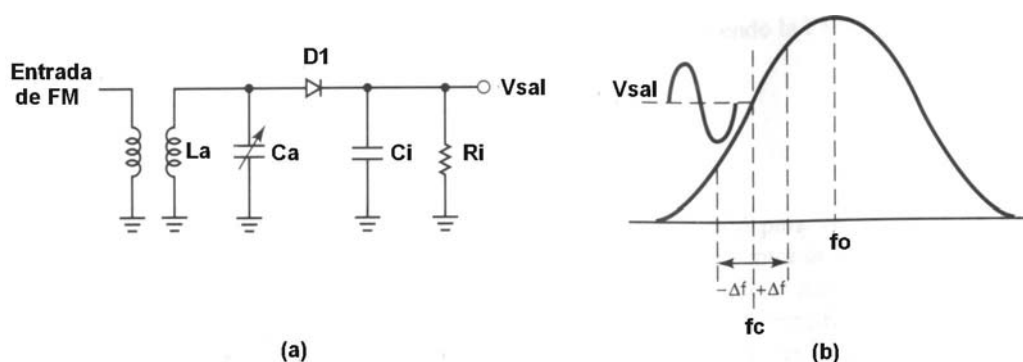 Entrada
de FM
La
Ca
D1
Ci
Ri
Vsal
(a)
Vsal
fo
−Δf +Δf
fc
(b)